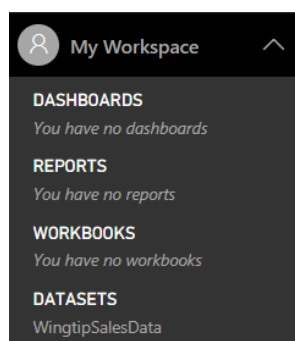 My Workspace
DASHBOARDS
You have no dashboards
REPORTS
You have no reports
WORKBOOKS
You have no workbooks
DATASETS
WingtipSalesData